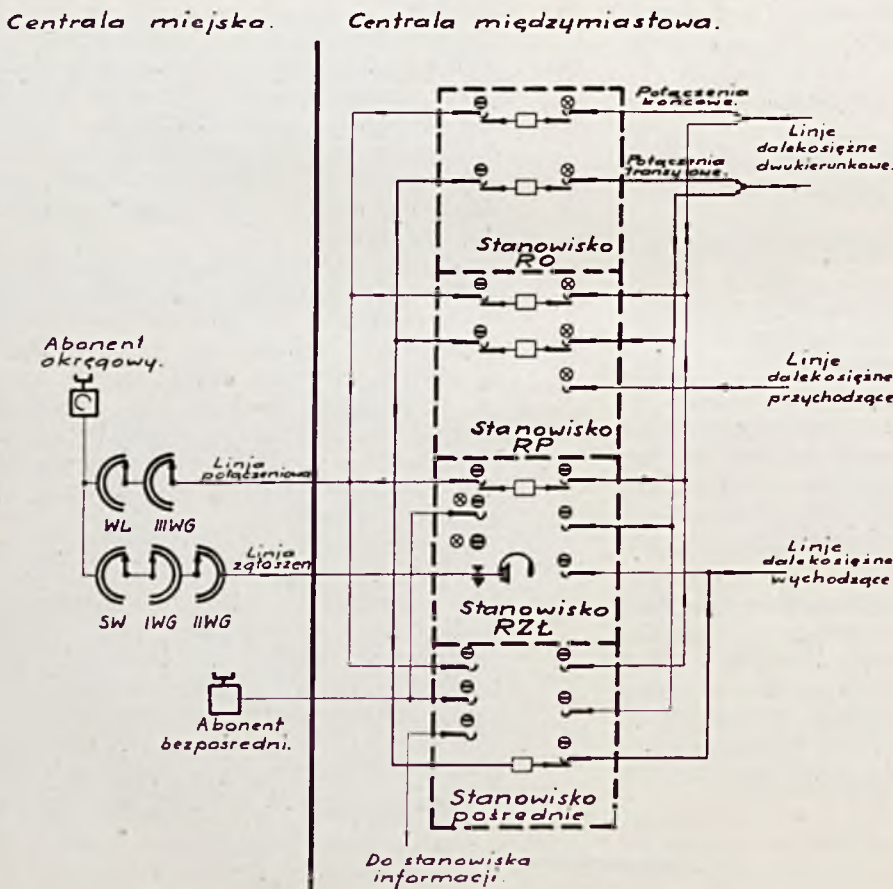 Centrala miejska.
Centrala międzymiastowa.
Połączenia
końcowe.
Linje
dalekosiężne
dwukierunkowe.
Połączenia
tranzytowe.
Stanowisko
RO
Abonent
okręgowy.
Linje
dalekosiężne
przychodzące
Stanowisko
RP
Linja
połączeniowa
WL IIIWG
Linja
zgłoszen
Linje
dalekosiężne
wychodzące
SW IWG IIWG
Stanowisko
RZŁ
Abonent
bezpośredni.
Stanowisko
pośrednie
Do stanowiska
informacji.